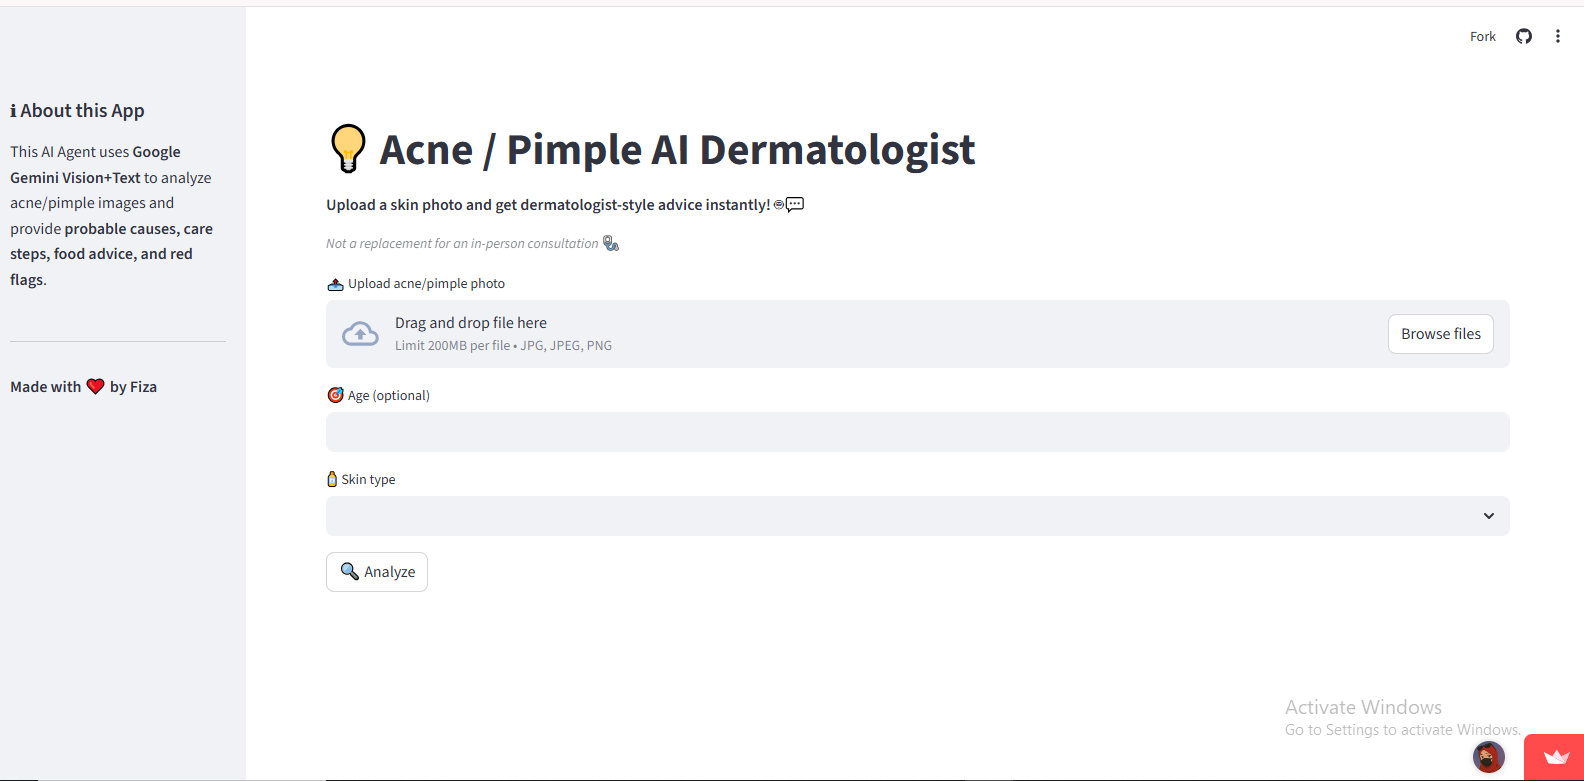 Fork
ℹ About this App
This AI Agent uses Google
Gemini Vision+Text to analyze
acne/pimple images and
provide probable causes, care
steps, food advice, and red
flags.
Made with ❤️ by Fiza
💡 Acne / Pimple AI Dermatologist
Upload a skin photo and get dermatologist-style advice instantly! 💬
Not a replacement for an in-person consultation 🩺
📤 Upload acne/pimple photo
Drag and drop file here
Limit 200MB per file • JPG, JPEG, PNG
Browse files
🎯 Age (optional)
🧴 Skin type
🔍 Analyze
Activate Windows
Go to Settings to activate Windows.